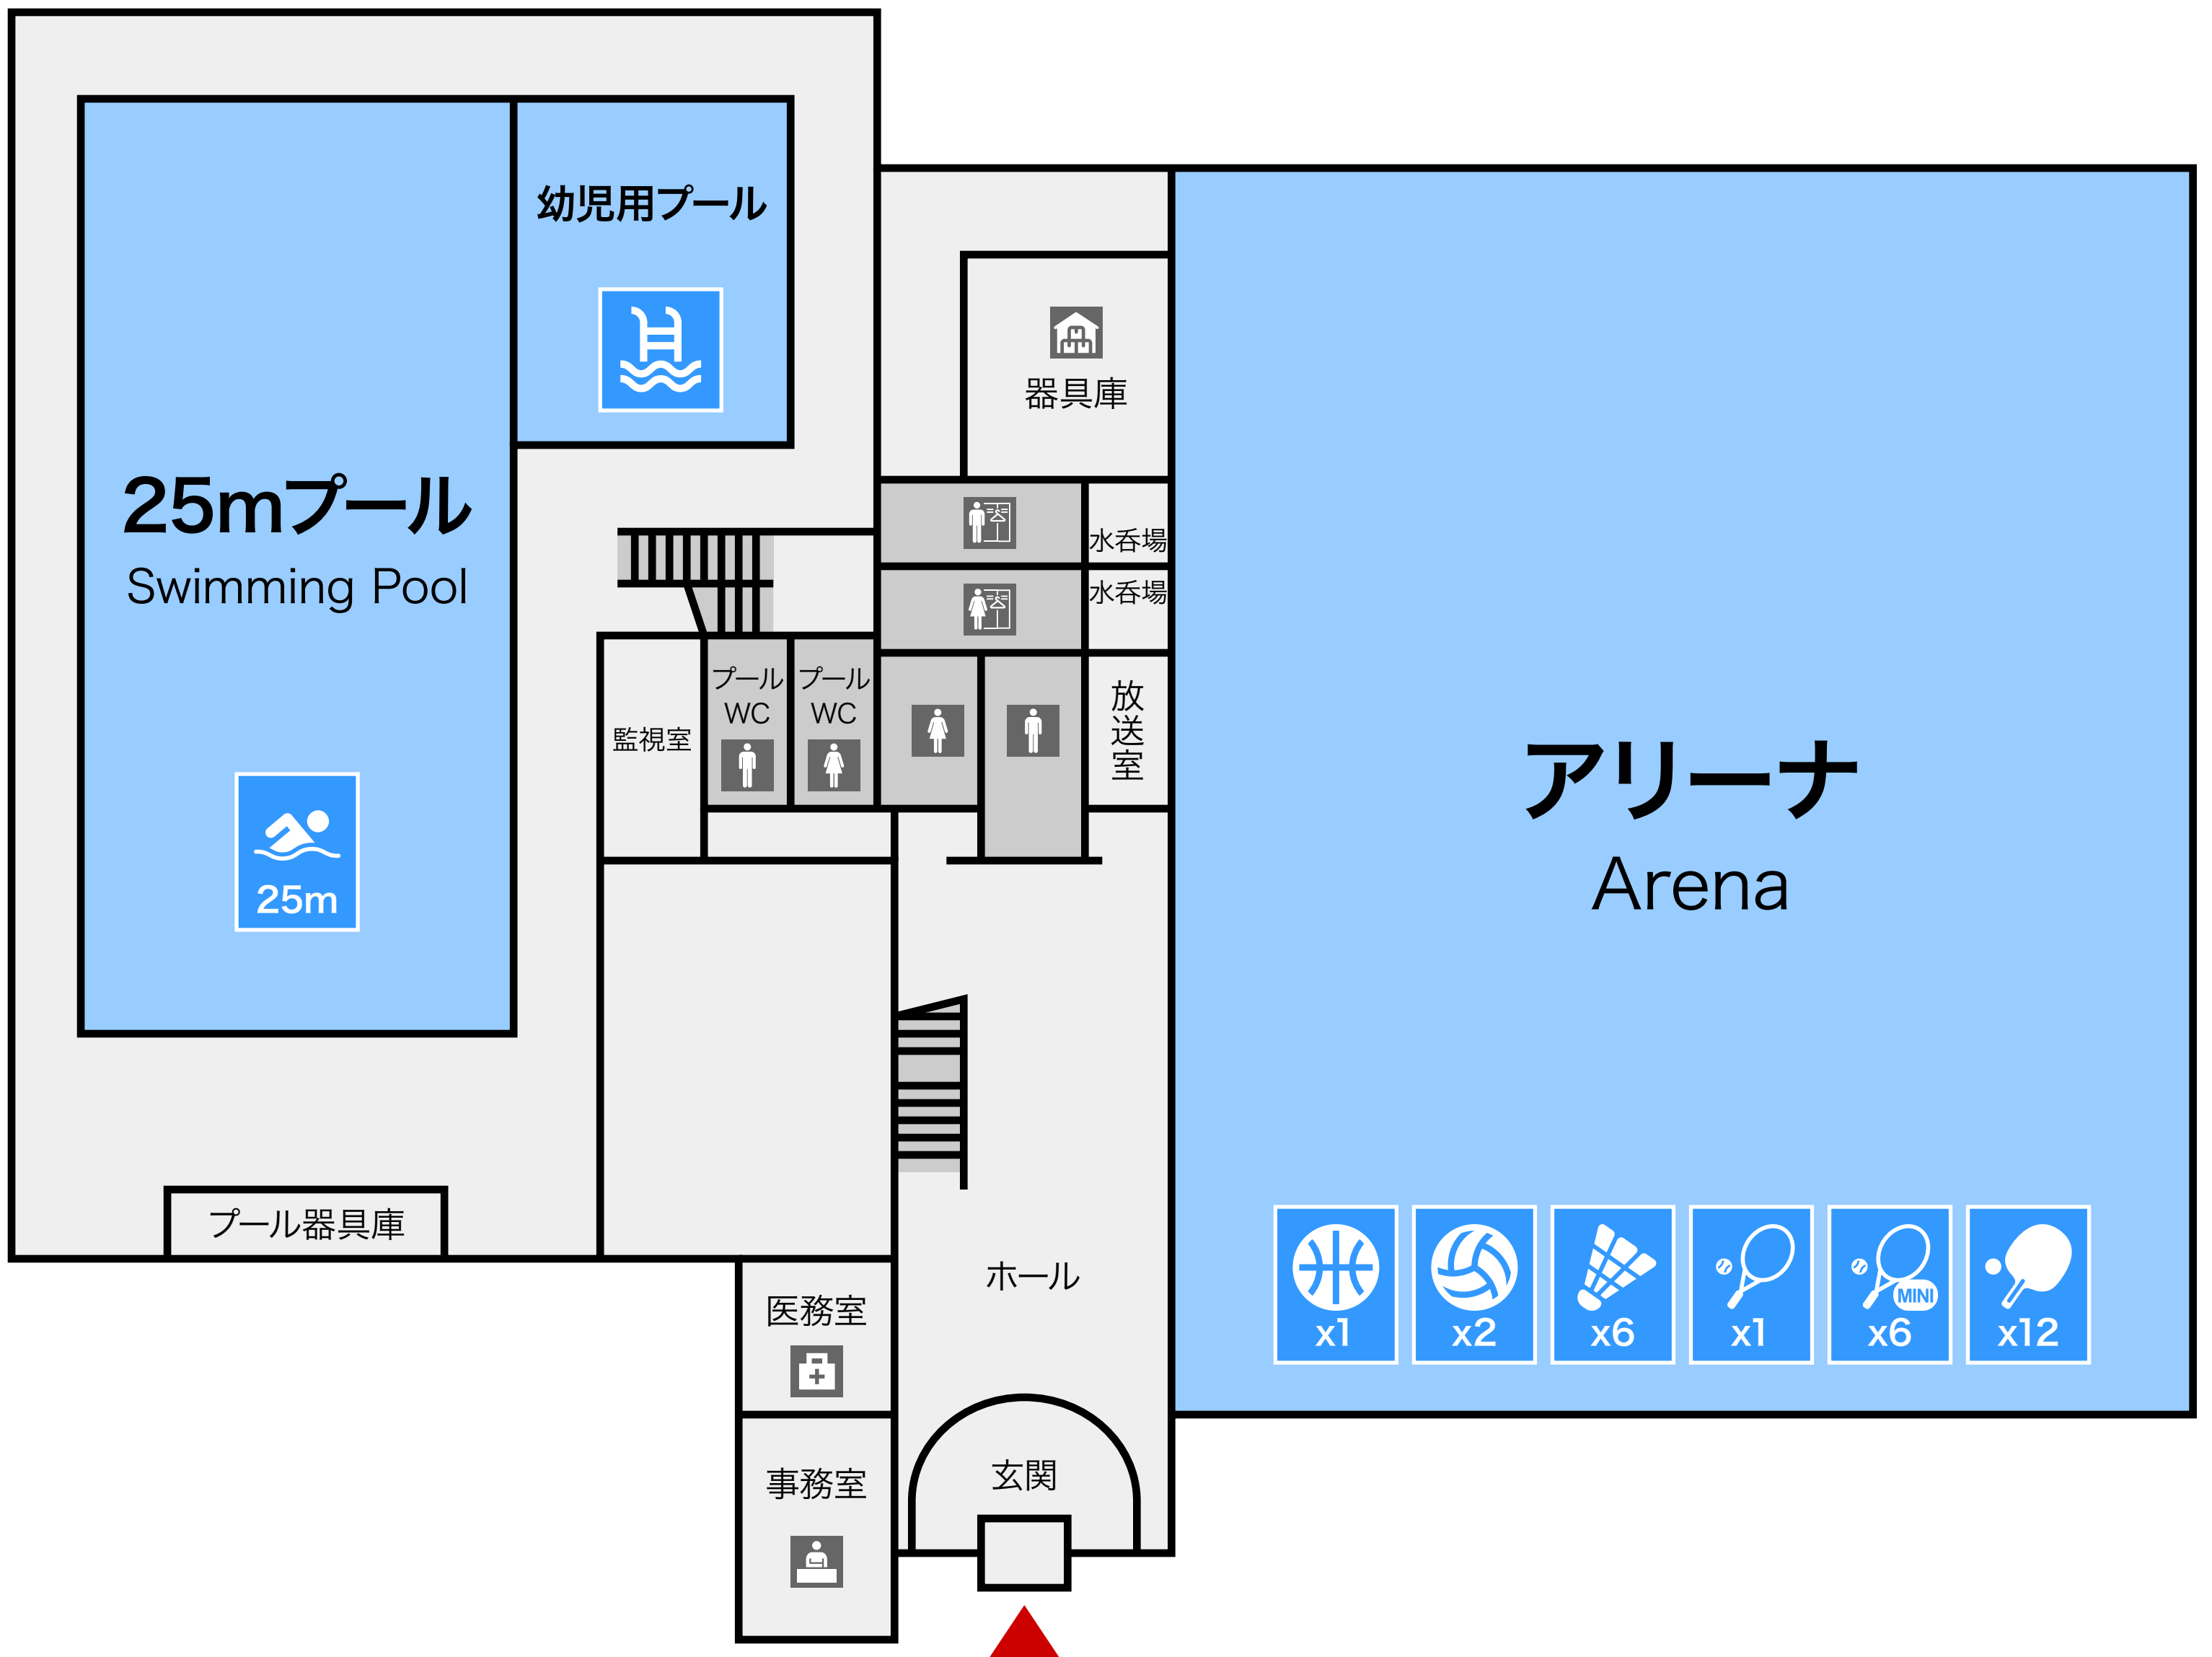 幼児用プール
25mプール
Swimming Pool
25m
プール器具庫
監視室
プール
WC
プール
WC
器具庫
水呑場
水呑場
放送室
アリーナ
Arena
x1
x2
x6
x1
MINI
x6
x12
ホール
医務室
事務室
玄関